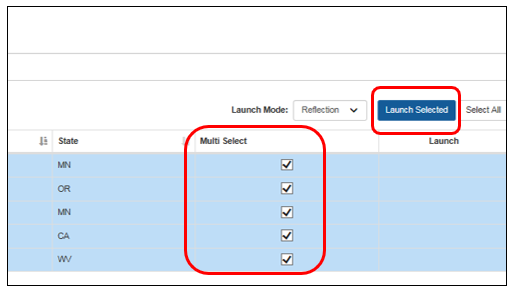 Launch Mode: Reflection Launch Selected Select All
State Multi Select Launch
MN
OR
MN
CA
WV